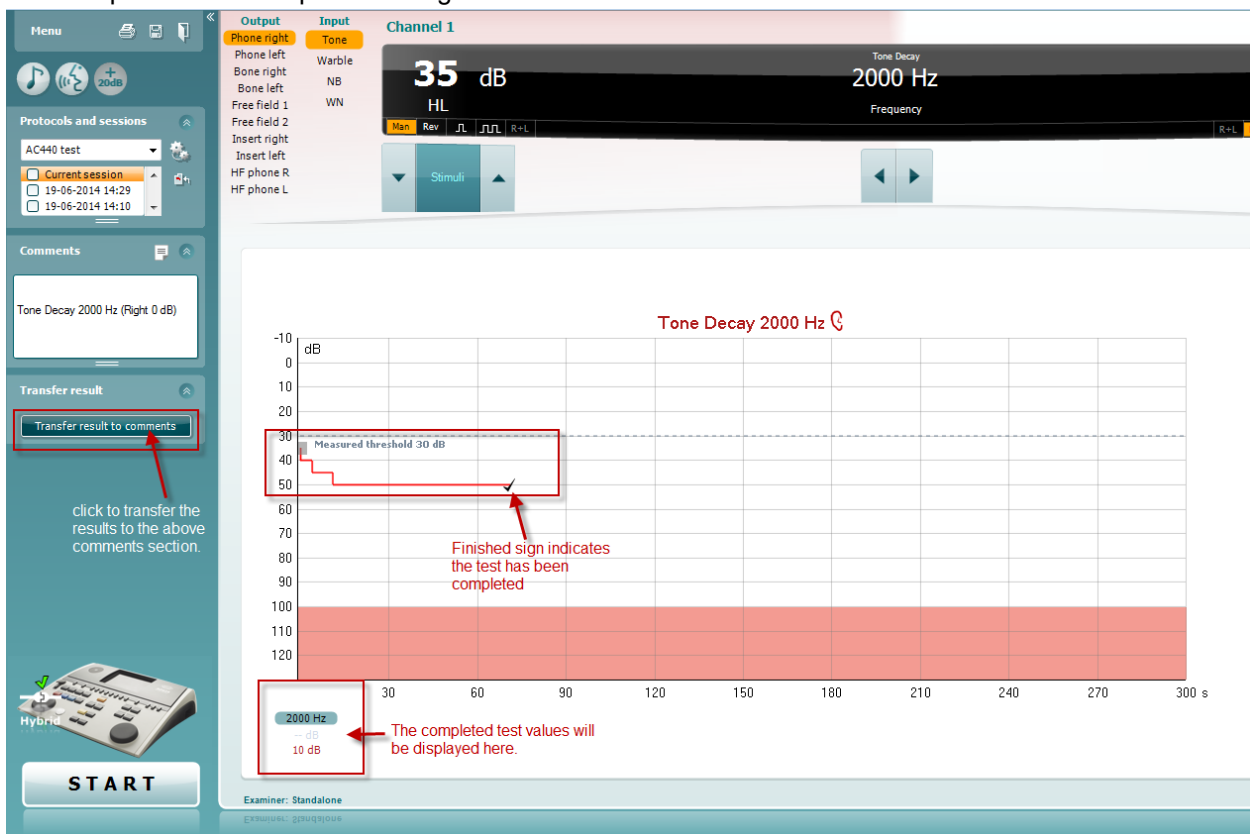 Menu
20dB
Protocols and sessions
AC440 test
Current session
19-06-2014 14:29
19-06-2014 14:10
Comments
Tone Decay 2000 Hz (Right 0 dB)
Transfer result
Transfer result to comments
click to transfer the
results to the above
comments section.
Hybrid
START
Output
Phone right
Phone left
Bone right
Bone left
Free field 1
Free field 2
Insert right
Insert left
HF phone R
HF phone L
Input
Tone
Warble
NB
WN
Channel 1
35 dB
HL
Man Rev R+L
Tone Decay
2000 Hz
Frequency
R+L
Stimuli
Tone Decay 2000 Hz
dB
-10
0
10
20
30
40
50
60
70
80
90
100
110
120
Measured threshold 30 dB
Finished sign indicates
the test has been
completed
30 60 90 120 150 180 210 240 270 300 s
2000 Hz
-- dB
10 dB
The completed test values will
be displayed here.
Examiner: Standalone